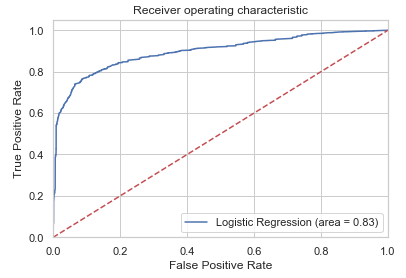 Receiver operating characteristic
True Positive Rate
1.0
0.8
0.6
0.4
0.2
0.0
Logistic Regression (area = 0.83)
0.0 0.2 0.4 0.6 0.8 1.0
False Positive Rate